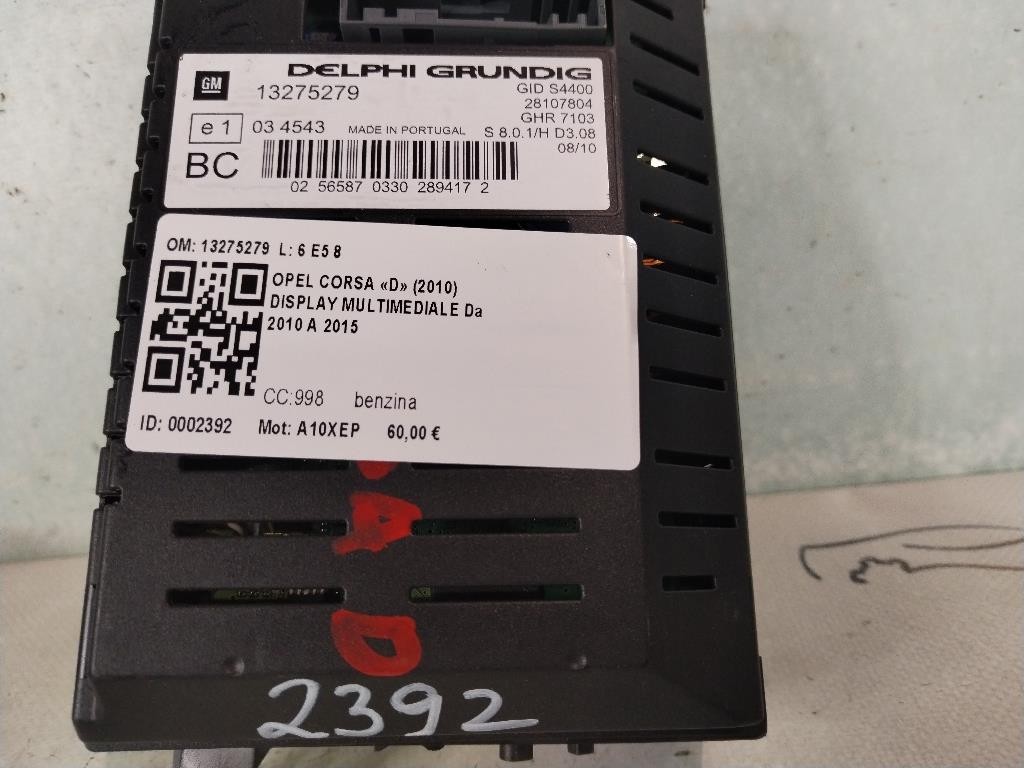 DELPHI GRUNDIG
GM 13275279 GID S4400
28107804
GHR 7103
e 1 03 4543 MADE IN PORTUGAL S 8.0.1/H D3.08
08/10
BC
02 56587 0330 289417 2
OM: 13275279 L: 6 E5 8
OPEL CORSA «D» (2010)
DISPLAY MULTIMEDIALE Da
2010 A 2015
CC:998 benzina
ID: 0002392 Mot: A10XEP 60,00 €
A
D
2392